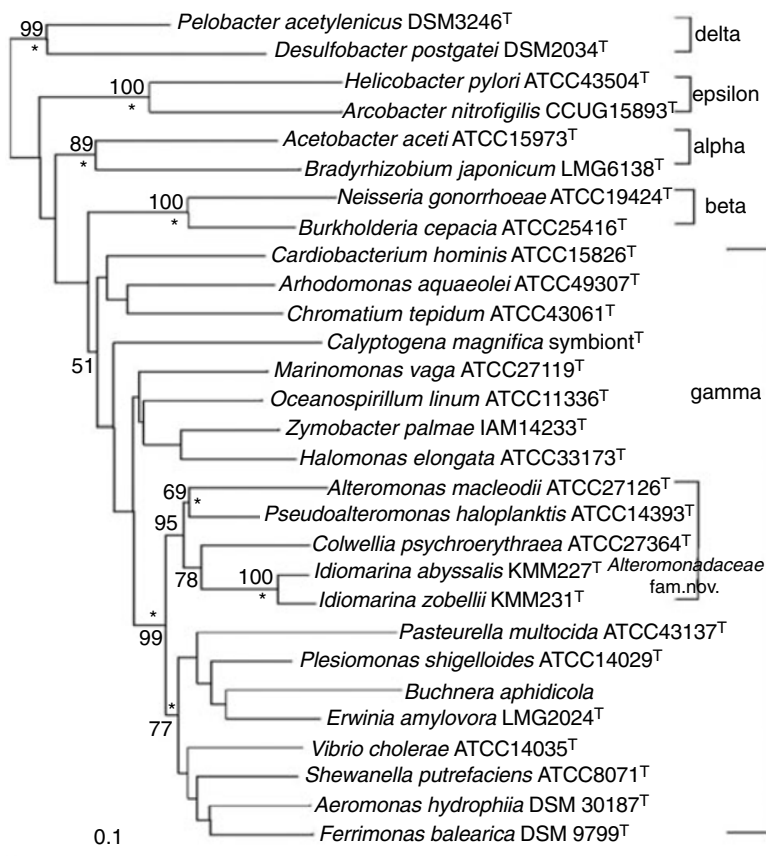 Pelobacter acetylenicus DSM3246T
99
*
delta
Desulfobacter postgatei DSM2034T
Helicobacter pylori ATCC43504T
100
*
epsilon
Arcobacter nitrofigilis CCUG15893T
Acetobacter aceti ATCC15973T
89
*
alpha
Bradyrhizobium japonicum LMG6138T
Neisseria gonorrhoeae ATCC19424T
100
*
beta
Burkholderia cepacia ATCC25416T
Cardiobacterium hominis ATCC15826T
Arhodomonas aquaeolei ATCC49307T
Chromatium tepidum ATCC43061T
Calyptogena magnifica symbiontT
51
Marinomonas vaga ATCC27119T
gamma
Oceanospirillum linum ATCC11336T
Zymobacter palmae IAM14233T
Halomonas elongata ATCC33173T
Alteromonas macleodii ATCC27126T
69
*
Pseudoalteromonas haloplanktis ATCC14393T
95
Colwellia psychroerythraea ATCC27364T
Idiomarina abyssalis KMM227T
Alteromonadaceae
fam.nov.
78
100
*
Idiomarina zobellii KMM231T
*
99
Pasteurella multocida ATCC43137T
Plesiomonas shigelloides ATCC14029T
Buchnera aphidicola
*
77
Erwinia amylovora LMG2024T
Vibrio cholerae ATCC14035T
Shewanella putrefaciens ATCC8071T
Aeromonas hydrophiia DSM 30187T
Ferrimonas balearica DSM 9799T
0.1